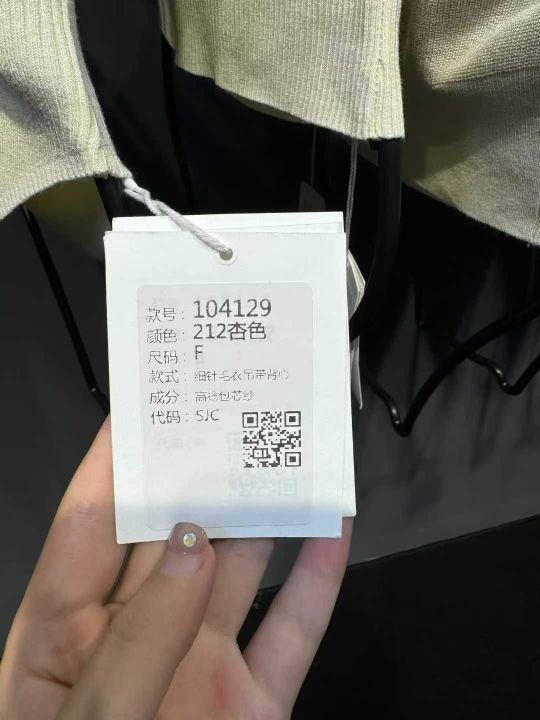 款号：104129
颜色：212杏色
尺码：F
款式：细针毛衣吊带背心
成分：高捻包芯纱
代码：SJC